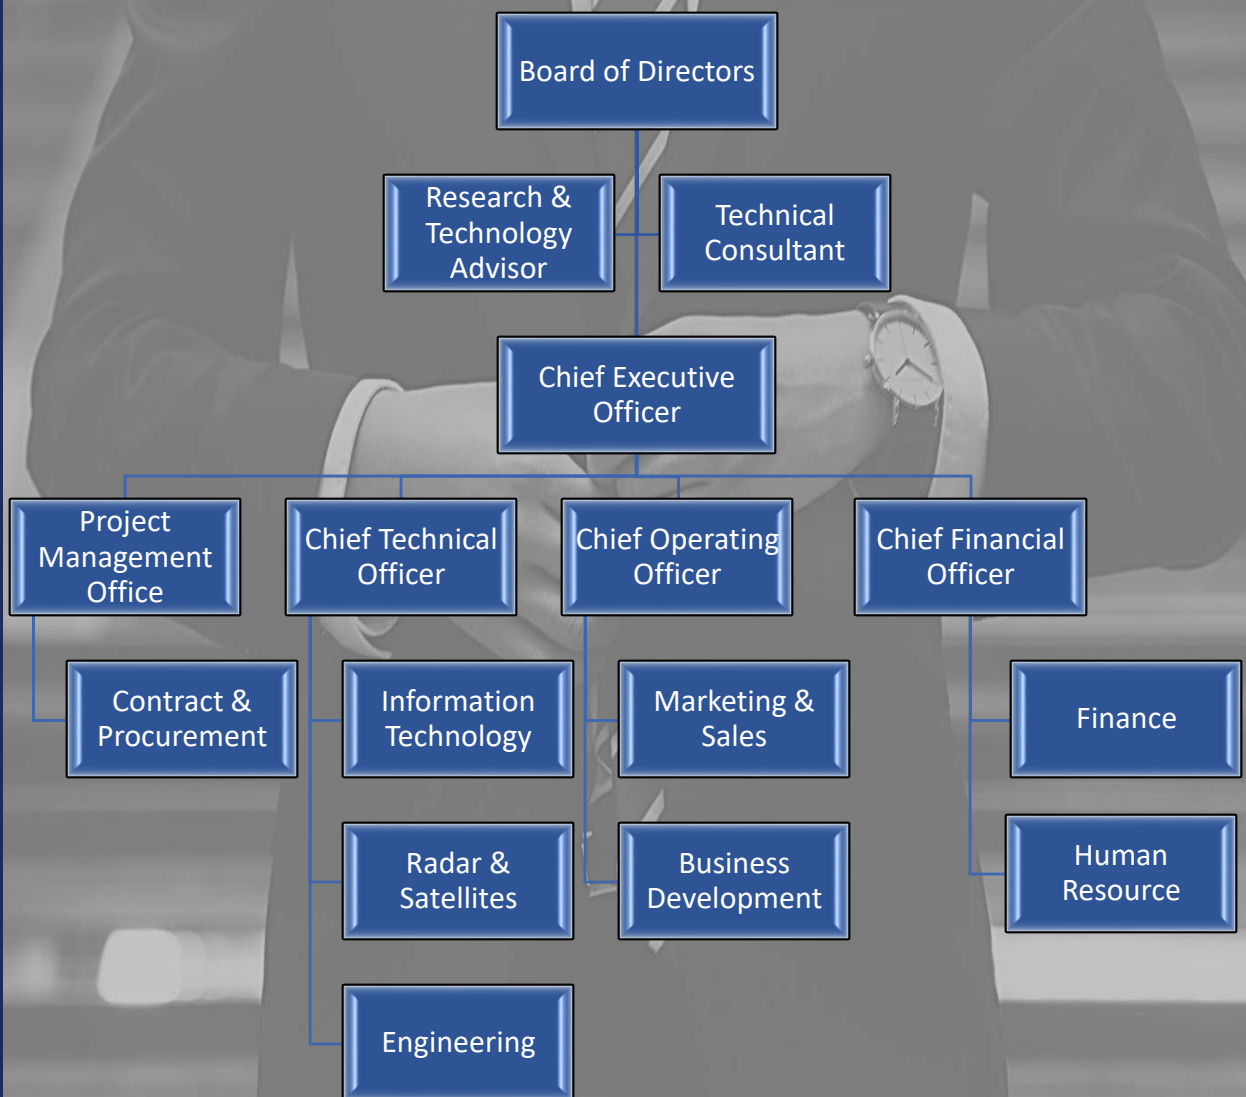 Board of Directors
Research &
Technology
Advisor
Technical
Consultant
Chief Executive
Officer
Project
Management
Office
Chief Technical
Officer
Chief Operating
Officer
Chief Financial
Officer
Contract &
Procurement
Information
Technology
Marketing &
Sales
Finance
Radar &
Satellites
Business
Development
Human
Resource
Engineering